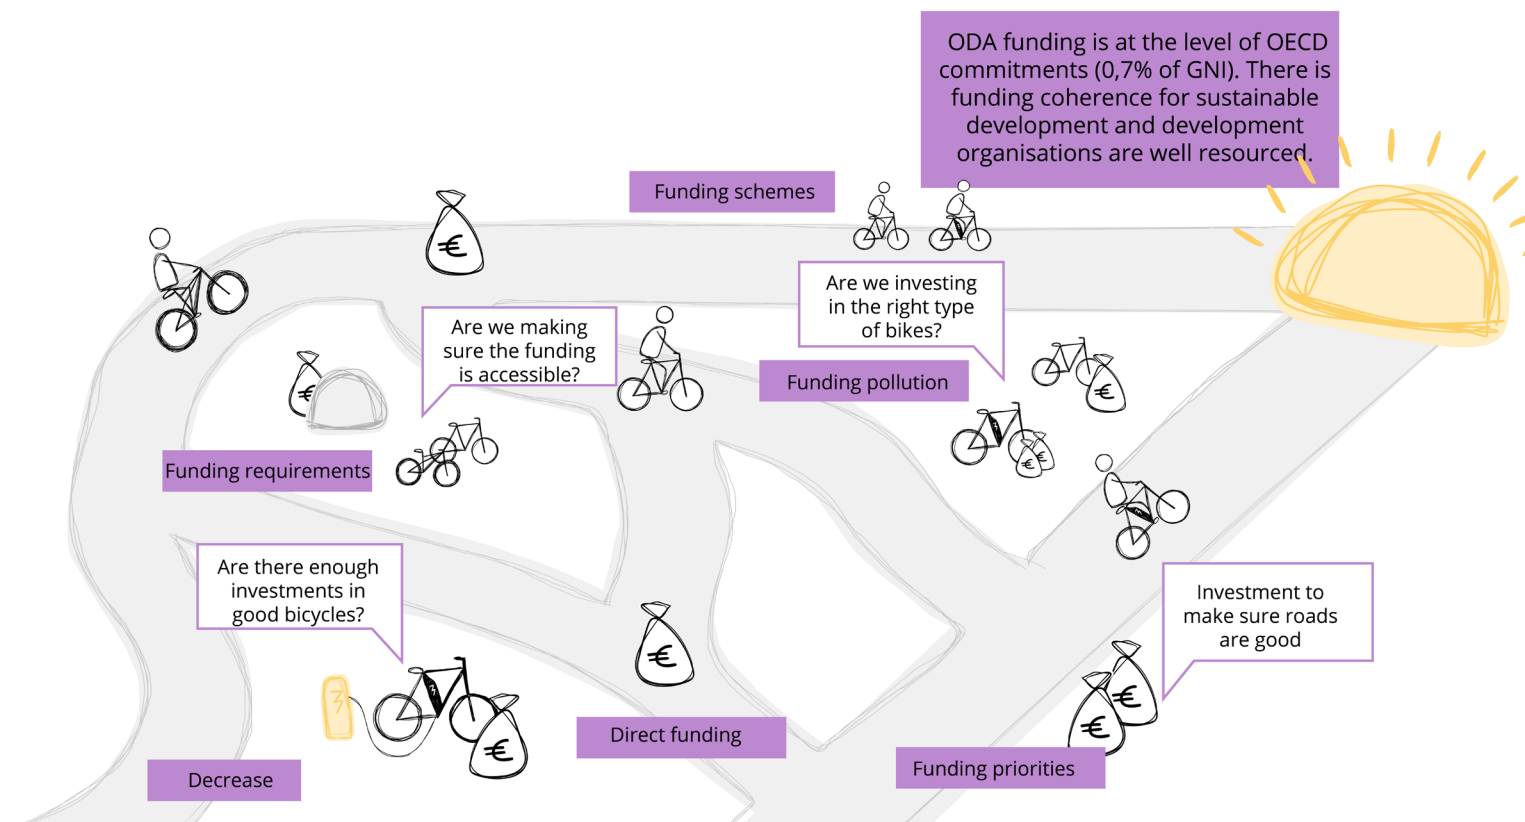 ODA funding is at the level of OECD
commitments (0,7% of GNI). There is
funding coherence for sustainable
development and development
organisations are well resourced.
Funding schemes
€
Are we investing
in the right type
of bikes?
Are we making
sure the funding
is accessible?
Funding pollution
€
€
€
€
Funding requirements
Are there enough
investments in
good bicycles?
Investment to
make sure roads
are good
€
€
€
€
Direct funding
Funding priorities
Decrease